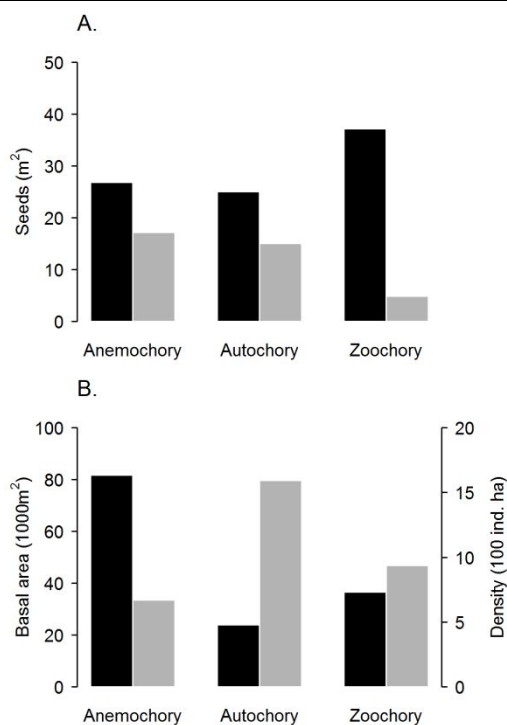 A.
50
40
30
20
10
0
Seeds (m²)
Anemochory Autochory Zoochory
B.
100
80
60
40
20
0
Basal area (1000m²)
20
15
10
5
0
Density (100 ind. ha)
Anemochory Autochory Zoochory